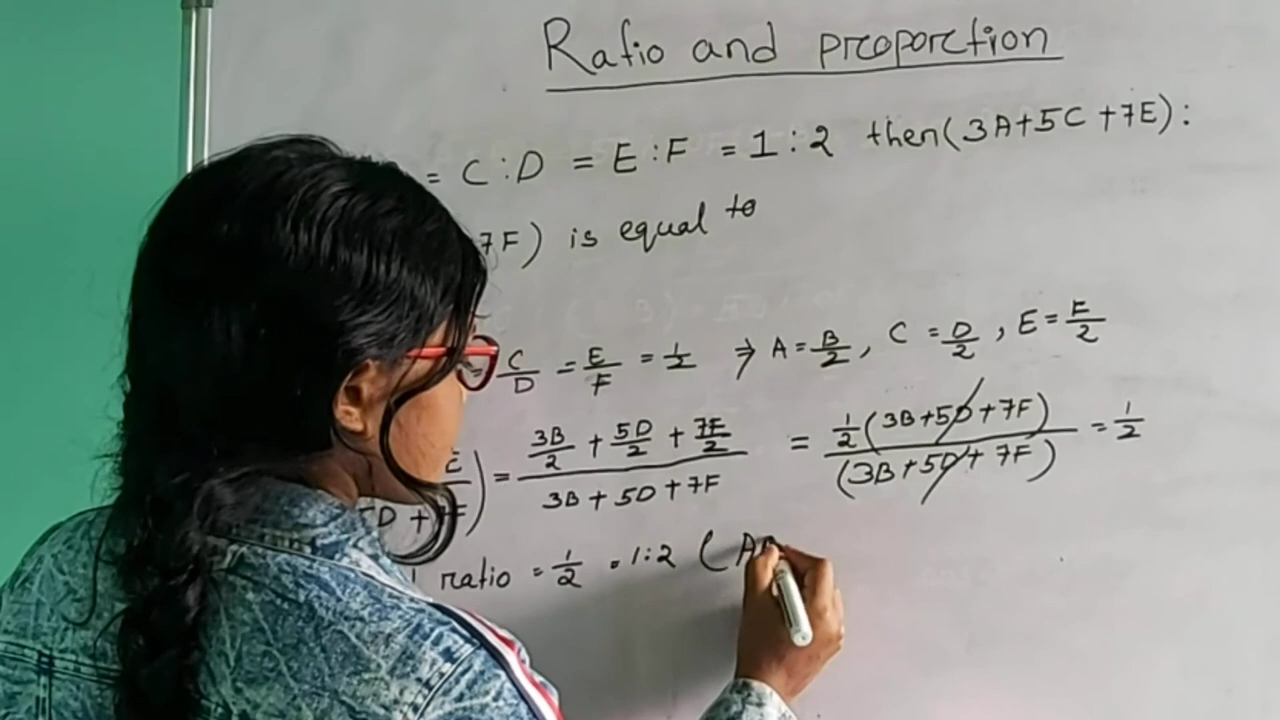 Ratio and proportion
= C : D = E : F = 1 : 2 then (3A+5C+7E) :
7F) is equal to
= C/D = E/F = 1/2 ⇒ A = B/2, C = D/2, E = F/2
) = (3B/2 + 5D/2 + 7F/2)/(3B + 5D + 7F) = 1/2(3B+5D+7F)/(3B+5D+7F) = 1/2
ratio = 1/2 = 1:2 (